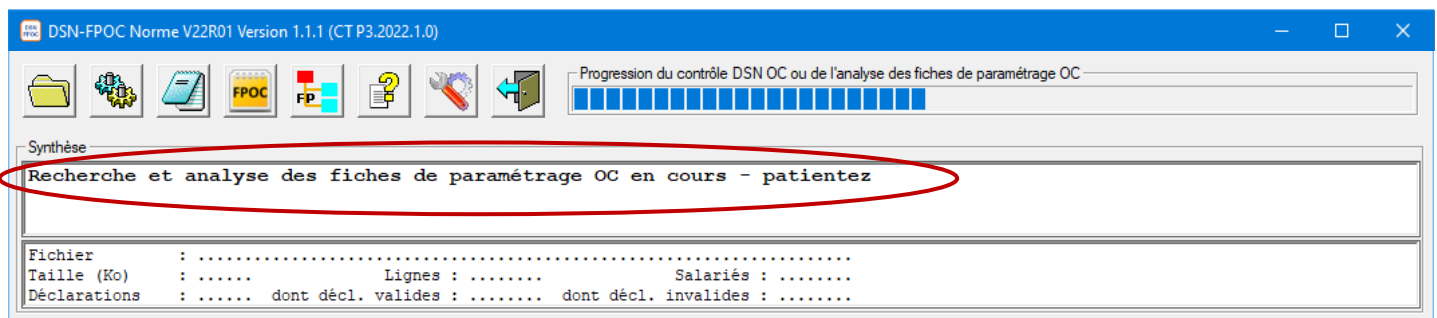 DSN-FPOC Norme V22R01 Version 1.1.1 (CT P3.2022.1.0)
FPOC
FP
Progression du contrôle DSN OC ou de l'analyse des fiches de paramétrage OC
Synthèse
Recherche et analyse des fiches de paramétrage OC en cours - patientez
Fichier : ......................................................................
Taille (Ko) : ...... Lignes : ........ Salariés : ........
Déclarations : ...... dont décl. valides : ........ dont décl. invalides : ........